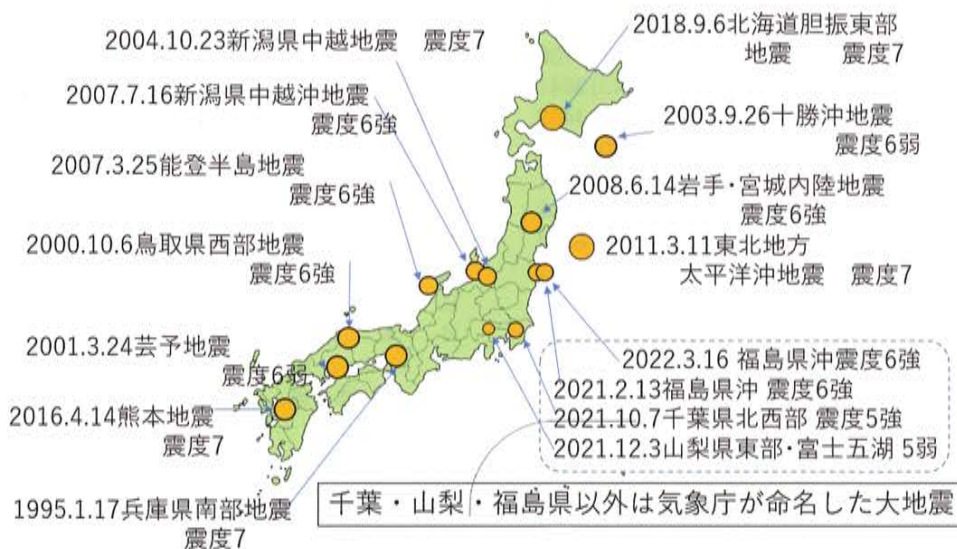 2004.10.23新潟県中越地震　震度7
2018.9.6北海道胆振東部
地震　　震度7
2007.7.16新潟県中越沖地震
震度6強
2003.9.26十勝沖地震
震度6弱
2007.3.25能登半島地震
震度6強
2008.6.14岩手・宮城内陸地震
震度6強
2000.10.6鳥取県西部地震
震度6強
2011.3.11東北地方
太平洋沖地震　震度7
2001.3.24芸予地震
震度6弱
2022.3.16 福島県沖震度6強
2021.2.13福島県沖 震度6強
2021.10.7千葉県北西部 震度5強
2021.12.3山梨県東部・富士五湖 5弱
2016.4.14熊本地震
震度7
1995.1.17兵庫県南部地震
震度7
千葉・山梨・福島県以外は気象庁が命名した大地震